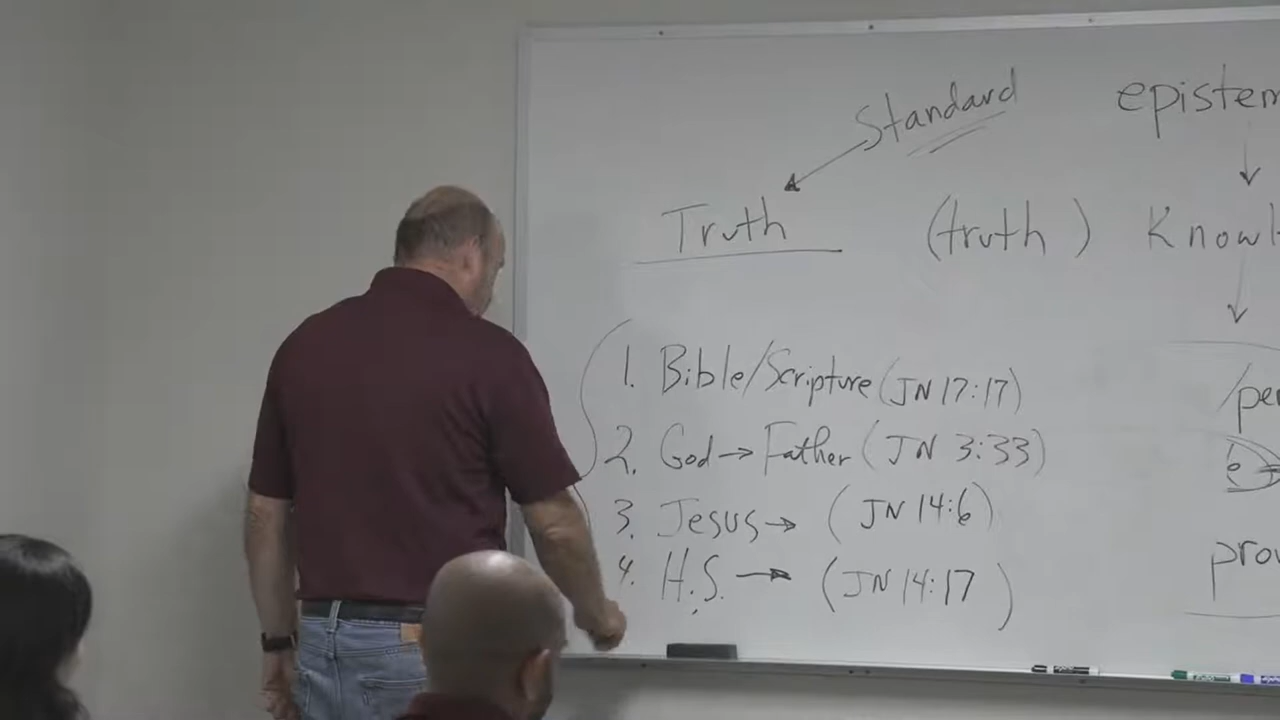 Standard
epistem
Truth (truth) Knowl
1. Bible/Scripture (JN 17:17)
/per
2. God → Father (JN 3:33)
3. Jesus → (JN 14:6)
prov
4. H.S. → (JN 14:17)